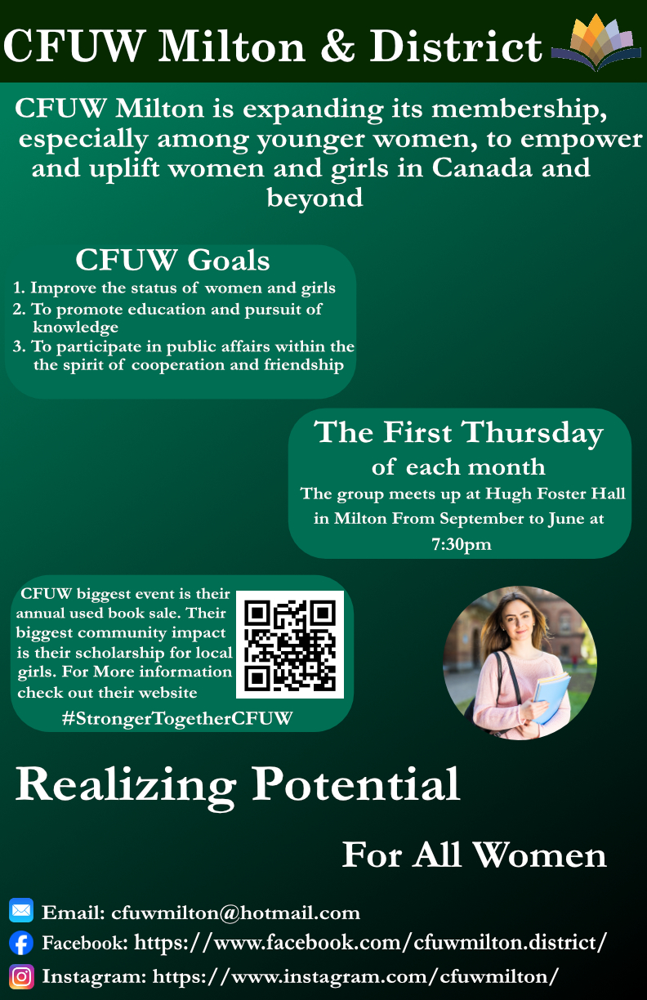 CFUW Milton & District
CFUW Milton is expanding its membership,
especially among younger women, to empower
and uplift women and girls in Canada and
beyond
CFUW Goals
1. Improve the status of women and girls
2. To promote education and pursuit of
knowledge
3. To participate in public affairs within the
the spirit of cooperation and friendship
The First Thursday
of each month
The group meets up at Hugh Foster Hall
in Milton From September to June at
7:30pm
CFUW biggest event is their
annual used book sale. Their
biggest community impact
is their scholarship for local
girls. For More information
check out their website
#StrongerTogetherCFUW
Realizing Potential
For All Women
Email: cfuwmilton@hotmail.com
Facebook: https://www.facebook.com/cfuwmilton.district/
Instagram: https://www.instagram.com/cfuwmilton/